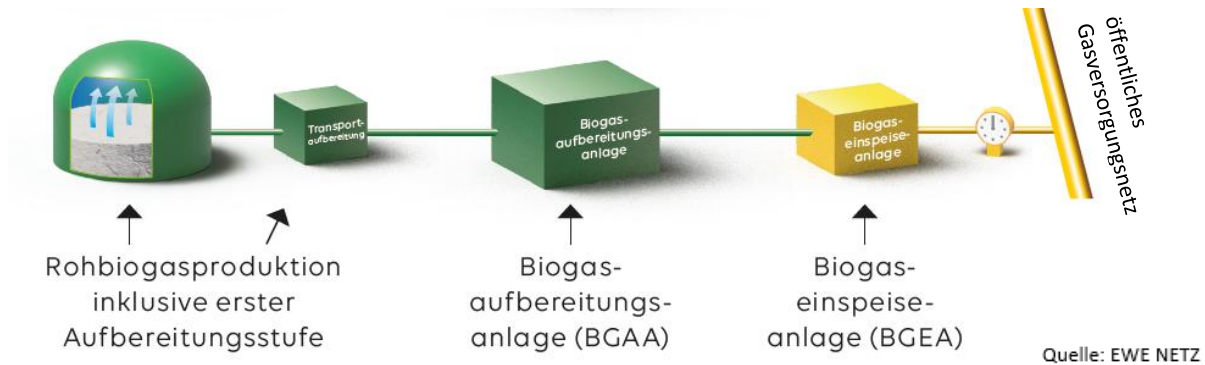 Transport-
aufbereitung
Biogas-
aufbereitungs-
anlage
Biogas-
einspeise-
anlage
öffentliches
Gasversorgungsnetz
Rohbiogasproduktion
inklusive erster
Aufbereitungsstufe
Biogas-
aufbereitungs-
anlage (BGAA)
Biogas-
einspeise-
anlage (BGEA)
Quelle: EWE NETZ